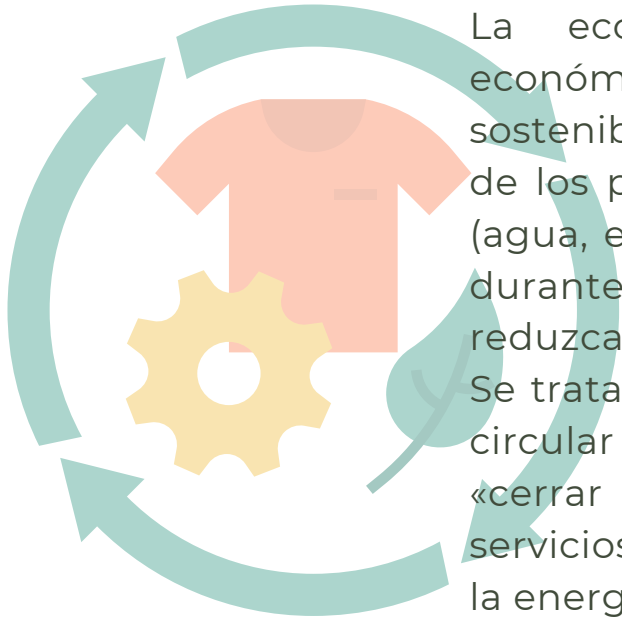 La eco
económ
sostenib
de los p
(agua, e
durante
reduzca
Se trata
circular
«cerrar
servicios
la energ